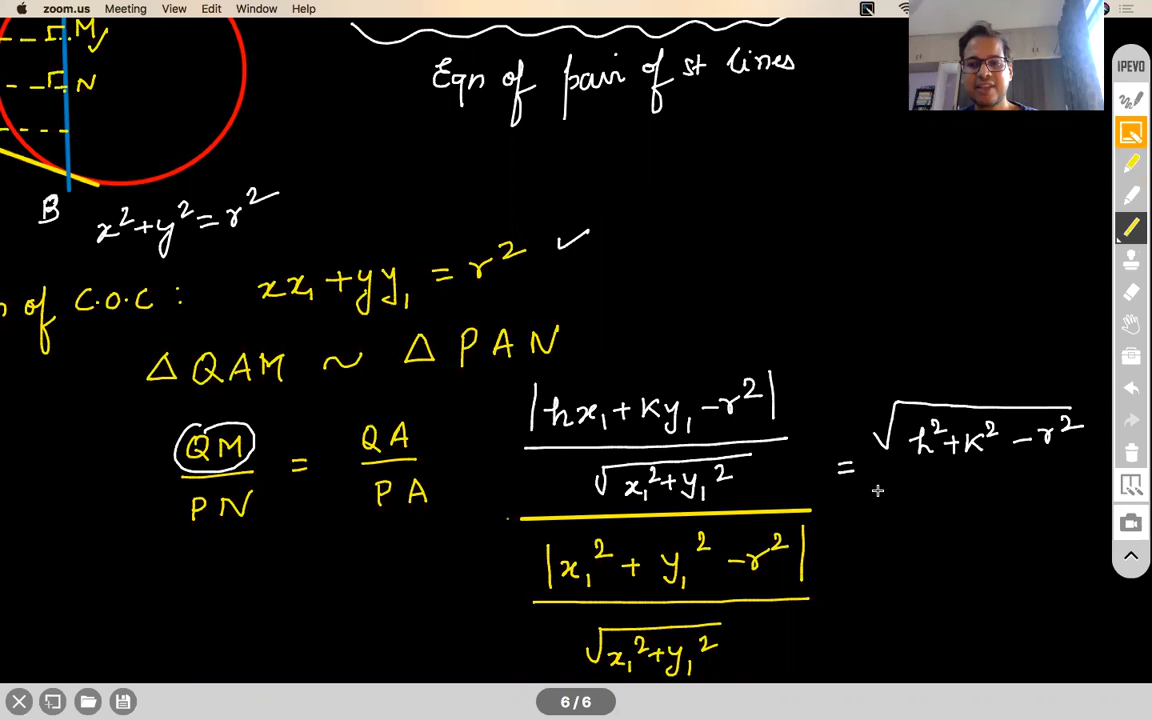 zoom.us Meeting View Edit Window Help
M
N
Eqn of pair of st lines
IPEVO
B
x²+y²=r²
of C.O.C : xx₁+yy₁ = r² ✓
Δ QAM ~ Δ PAN
QM/PN = QA/PA
|hx₁+Ky₁-r²|/√(x₁²+y₁²) = √(h²+K²-r²)
|x₁²+y₁²-r²|/√(x₁²+y₁²)
6/6